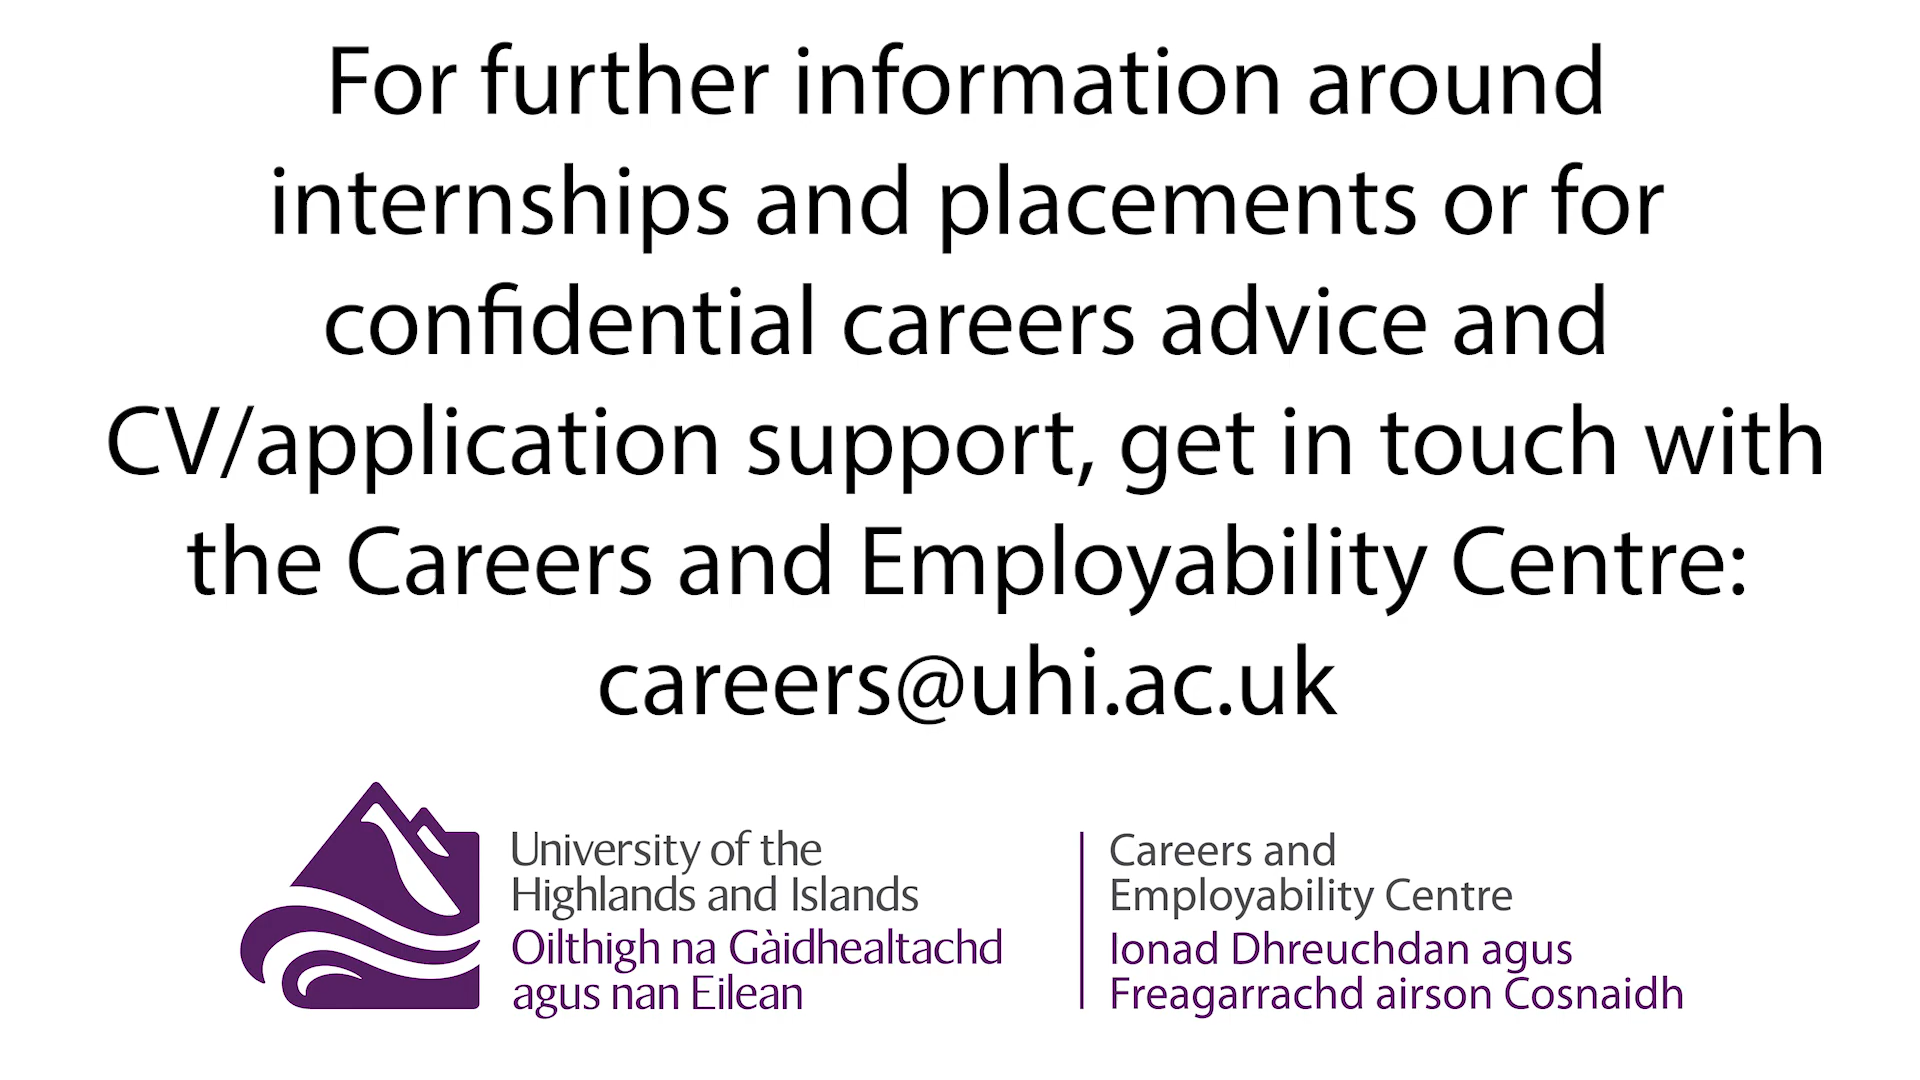 For further information around
internships and placements or for
confidential careers advice and
CV/application support, get in touch with
the Careers and Employability Centre:
careers@uhi.ac.uk
University of the
Highlands and Islands
Oilthigh na Gàidhealtachd
agus nan Eilean
Careers and
Employability Centre
Ionad Dhreuchdan agus
Freagarrachd airson Cosnaidh